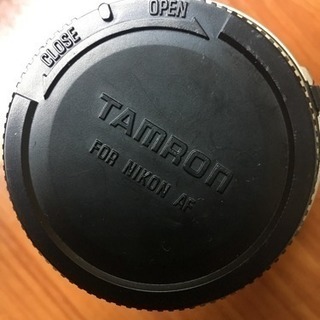 CLOSE OPEN
TAMRON
FOR NIKON AF